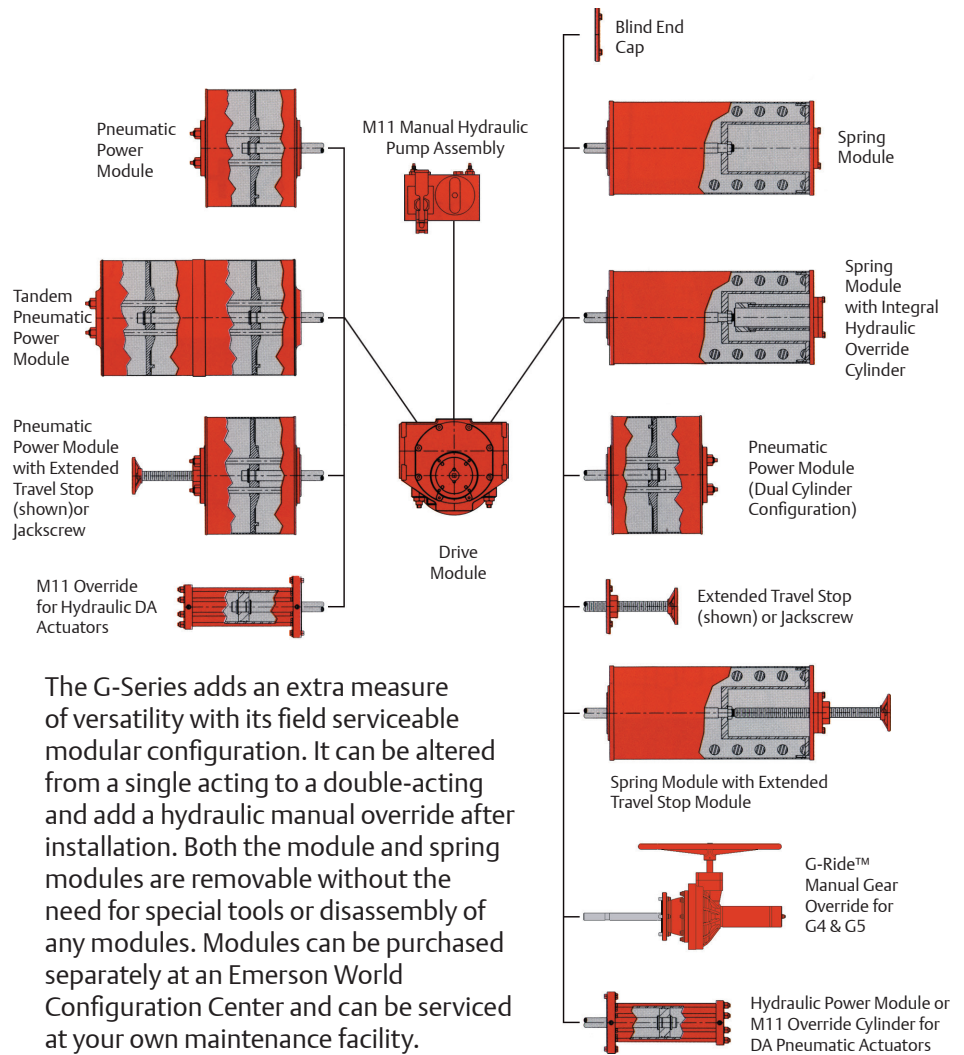 Blind End
Cap
Pneumatic
Power
Module
M11 Manual Hydraulic
Pump Assembly
Spring
Module
Tandem
Pneumatic
Power
Module
Spring
Module
with Integral
Hydraulic
Override
Cylinder
Pneumatic
Power Module
with Extended
Travel Stop
(shown)or
Jackscrew
Pneumatic
Power Module
(Dual Cylinder
Configuration)
Drive
Module
M11 Override
for Hydraulic DA
Actuators
Extended Travel Stop
(shown) or Jackscrew
The G-Series adds an extra measure
of versatility with its field serviceable
modular configuration. It can be altered
from a single acting to a double-acting
and add a hydraulic manual override after
installation. Both the module and spring
modules are removable without the
need for special tools or disassembly of
any modules. Modules can be purchased
separately at an Emerson World
Configuration Center and can be serviced
at your own maintenance facility.
Spring Module with Extended
Travel Stop Module
G-Ride™
Manual Gear
Override for
G4 & G5
Hydraulic Power Module or
M11 Override Cylinder for
DA Pneumatic Actuators